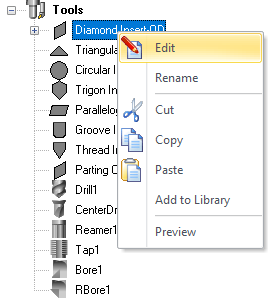 Tools
Diamond Insert-OD
Triangula
Circular I
Trigon In
Parallelog
Groove I
Thread In
Parting C
Drill1
CenterDr
Reamer1
Tap1
Bore1
RBore1
Edit
Rename
Cut
Copy
Paste
Add to Library
Preview